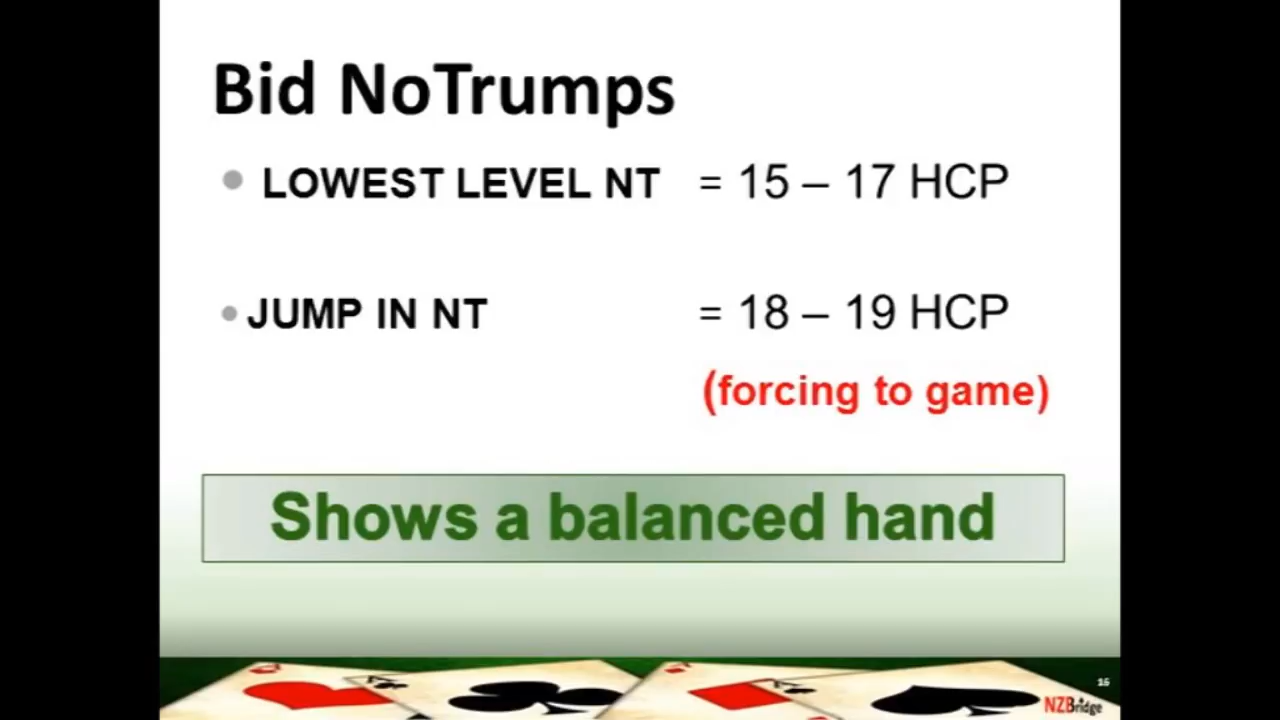 Bid NoTrumps
• LOWEST LEVEL NT = 15 – 17 HCP
• JUMP IN NT = 18 – 19 HCP
(forcing to game)
Shows a balanced hand
NZBridge